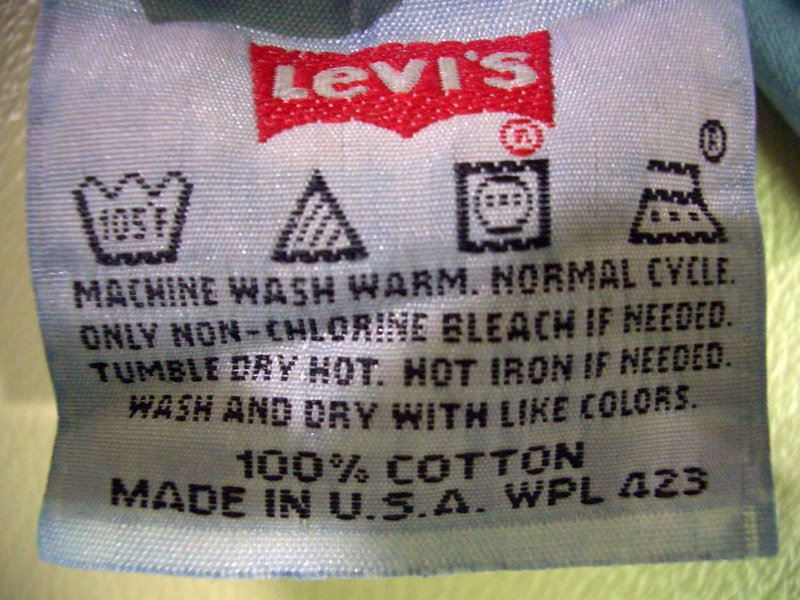 LEVI'S
®
®
105°F
MACHINE WASH WARM. NORMAL CYCLE.
ONLY NON-CHLORINE BLEACH IF NEEDED.
TUMBLE DRY HOT. HOT IRON IF NEEDED.
WASH AND DRY WITH LIKE COLORS.
100% COTTON
MADE IN U.S.A. WPL 423